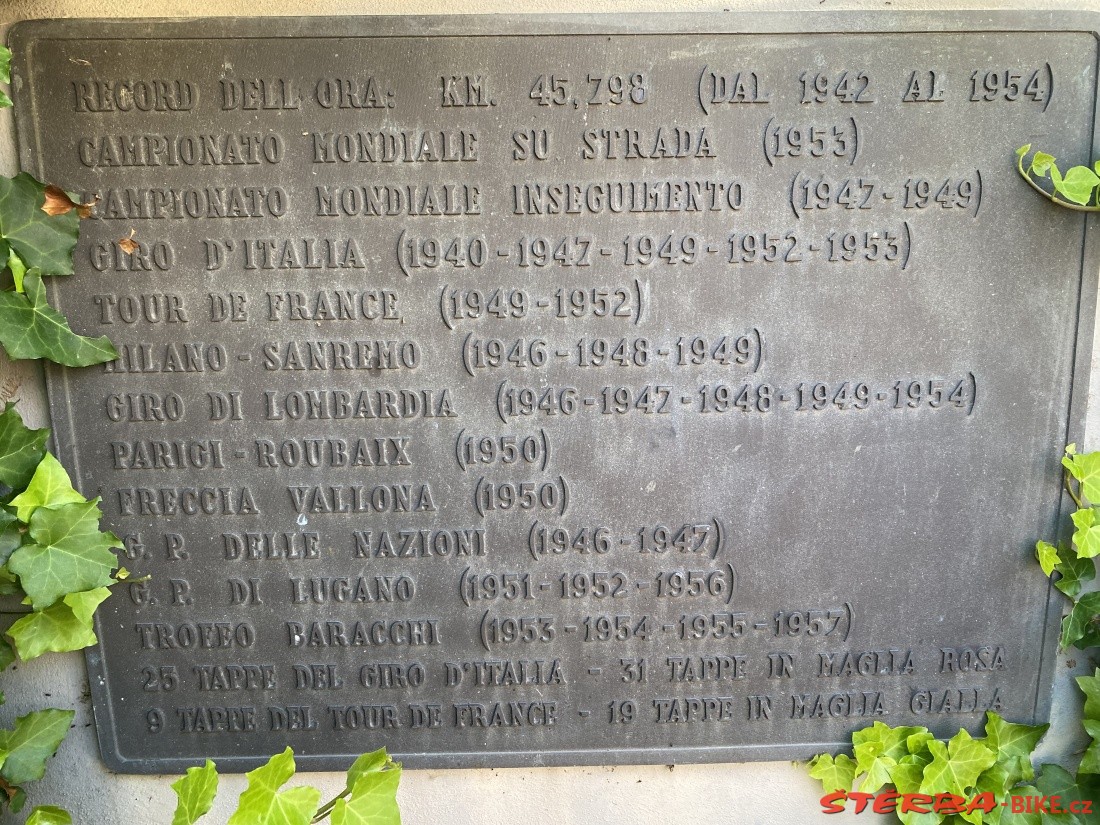 RECORD DELL ORA: KM. 45,798 (DAL 1942 AL 1954)
CAMPIONATO MONDIALE SU STRADA (1953)
CAMPIONATO MONDIALE INSEGUIMENTO (1947-1949)
GIRO D'ITALIA (1940-1947-1949-1952-1953)
TOUR DE FRANCE (1949-1952)
MILANO-SANREMO (1946-1948-1949)
GIRO DI LOMBARDIA (1946-1947-1948-1949-1954)
PARIGI-ROUBAIX (1950)
FRECCIA VALLONA (1950)
G. P. DELLE NAZIONI (1946-1947)
G. P. DI LUGANO (1951-1952-1956)
TROFEO BARACCHI (1953-1954-1955-1957)
23 TAPPE DEL GIRO D'ITALIA - 31 TAPPE IN MAGLIA ROSA
9 TAPPE DEL TOUR DE FRANCE - 19 TAPPE IN MAGLIA GIALLA
ŠTĚRBA-BIKE.cz